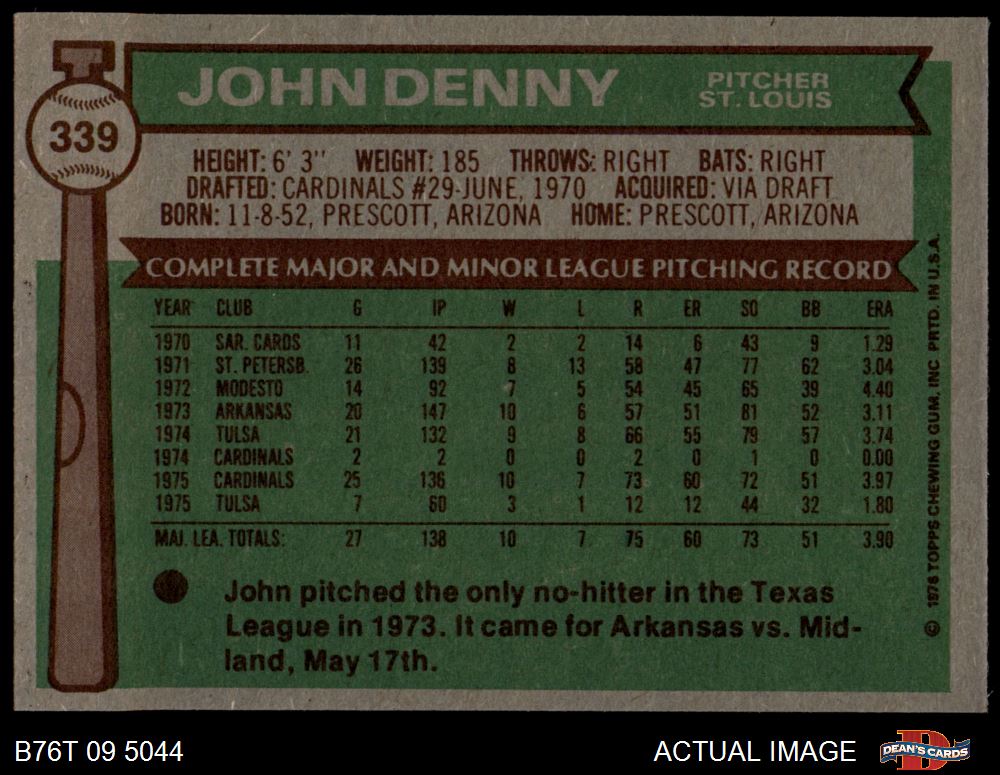 JOHN DENNY
PITCHER
ST. LOUIS
339
HEIGHT: 6' 3" WEIGHT: 185 THROWS: RIGHT BATS: RIGHT
DRAFTED: CARDINALS #29-JUNE, 1970 ACQUIRED: VIA DRAFT
BORN: 11-8-52, PRESCOTT, ARIZONA HOME: PRESCOTT, ARIZONA
COMPLETE MAJOR AND MINOR LEAGUE PITCHING RECORD
YEAR CLUB G IP W L R ER SO BB ERA
1970 SAR. CARDS 11 42 2 2 14 6 43 9 1.29
1971 ST. PETERSB. 26 139 8 13 58 47 77 62 3.04
1972 MODESTO 14 92 7 5 54 45 65 39 4.40
1973 ARKANSAS 20 147 10 6 57 51 81 52 3.11
1974 TULSA 21 132 9 8 66 55 79 57 3.74
1974 CARDINALS 2 2 0 0 2 0 1 0 0.00
1975 CARDINALS 25 136 10 7 73 60 72 51 3.97
1975 TULSA 7 60 3 1 12 12 44 32 1.80
MAJ. LEA. TOTALS: 27 138 10 7 75 60 73 51 3.90
John pitched the only no-hitter in the Texas
League in 1973. It came for Arkansas vs. Mid-
land, May 17th.
© 1976 TOPPS CHEWING GUM, INC. PRTD. IN U.S.A.
B76T 09 5044
ACTUAL IMAGE
DEAN'S CARDS